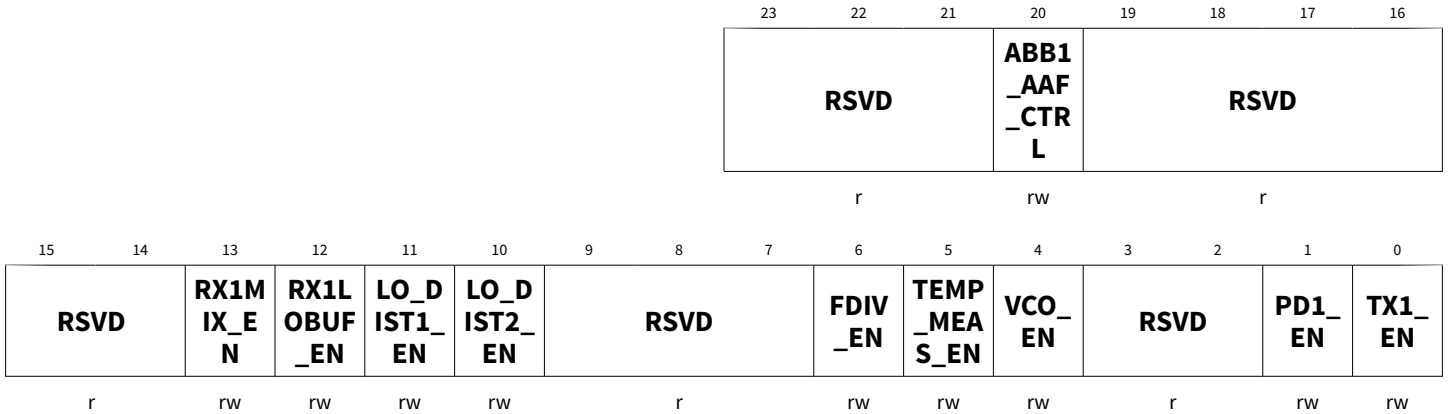 23 22 21 20 19 18 17 16
RSVD ABB1 RSVD
_AAF
_CTR
L
r rw r
15 14 13 12 11 10 9 8 7 6 5 4 3 2 1 0
RSVD RX1M RX1L LO_D LO_D RSVD FDIV TEMP VCO_ RSVD PD1_ TX1_
IX_E OBUF IST1_ IST2_ _EN _MEA EN EN EN
N _EN EN EN S_EN
r rw rw rw rw r rw rw rw r rw rw